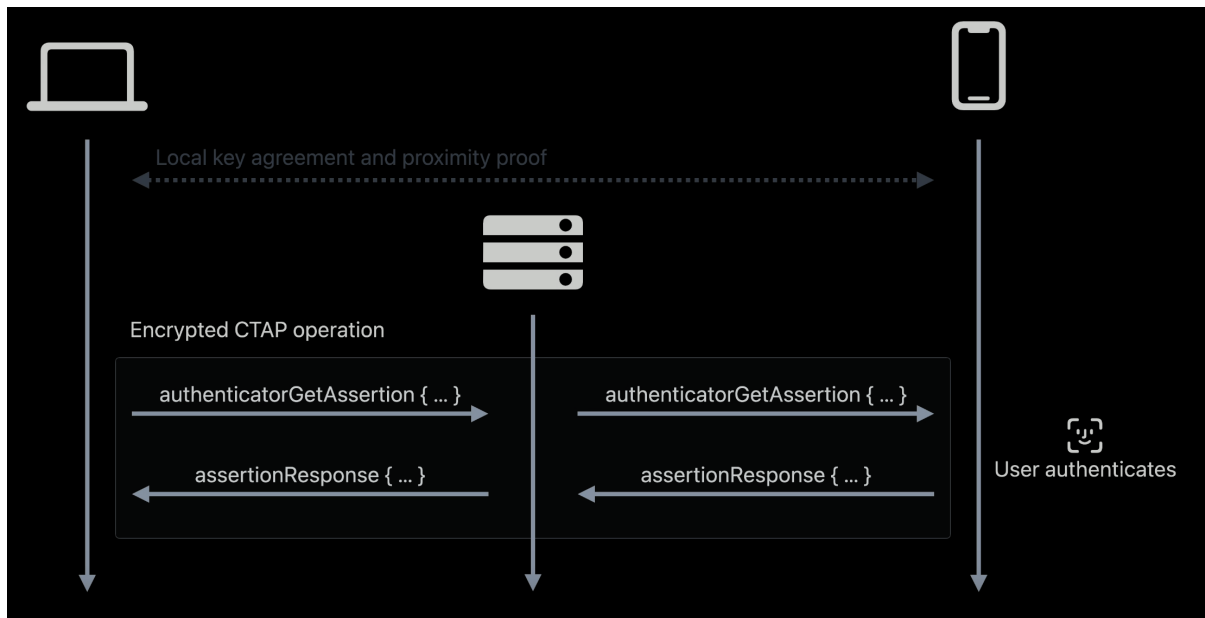 Local key agreement and proximity proof
Encrypted CTAP operation
authenticatorGetAssertion { ... }
authenticatorGetAssertion { ... }
assertionResponse { ... }
assertionResponse { ... }
User authenticates